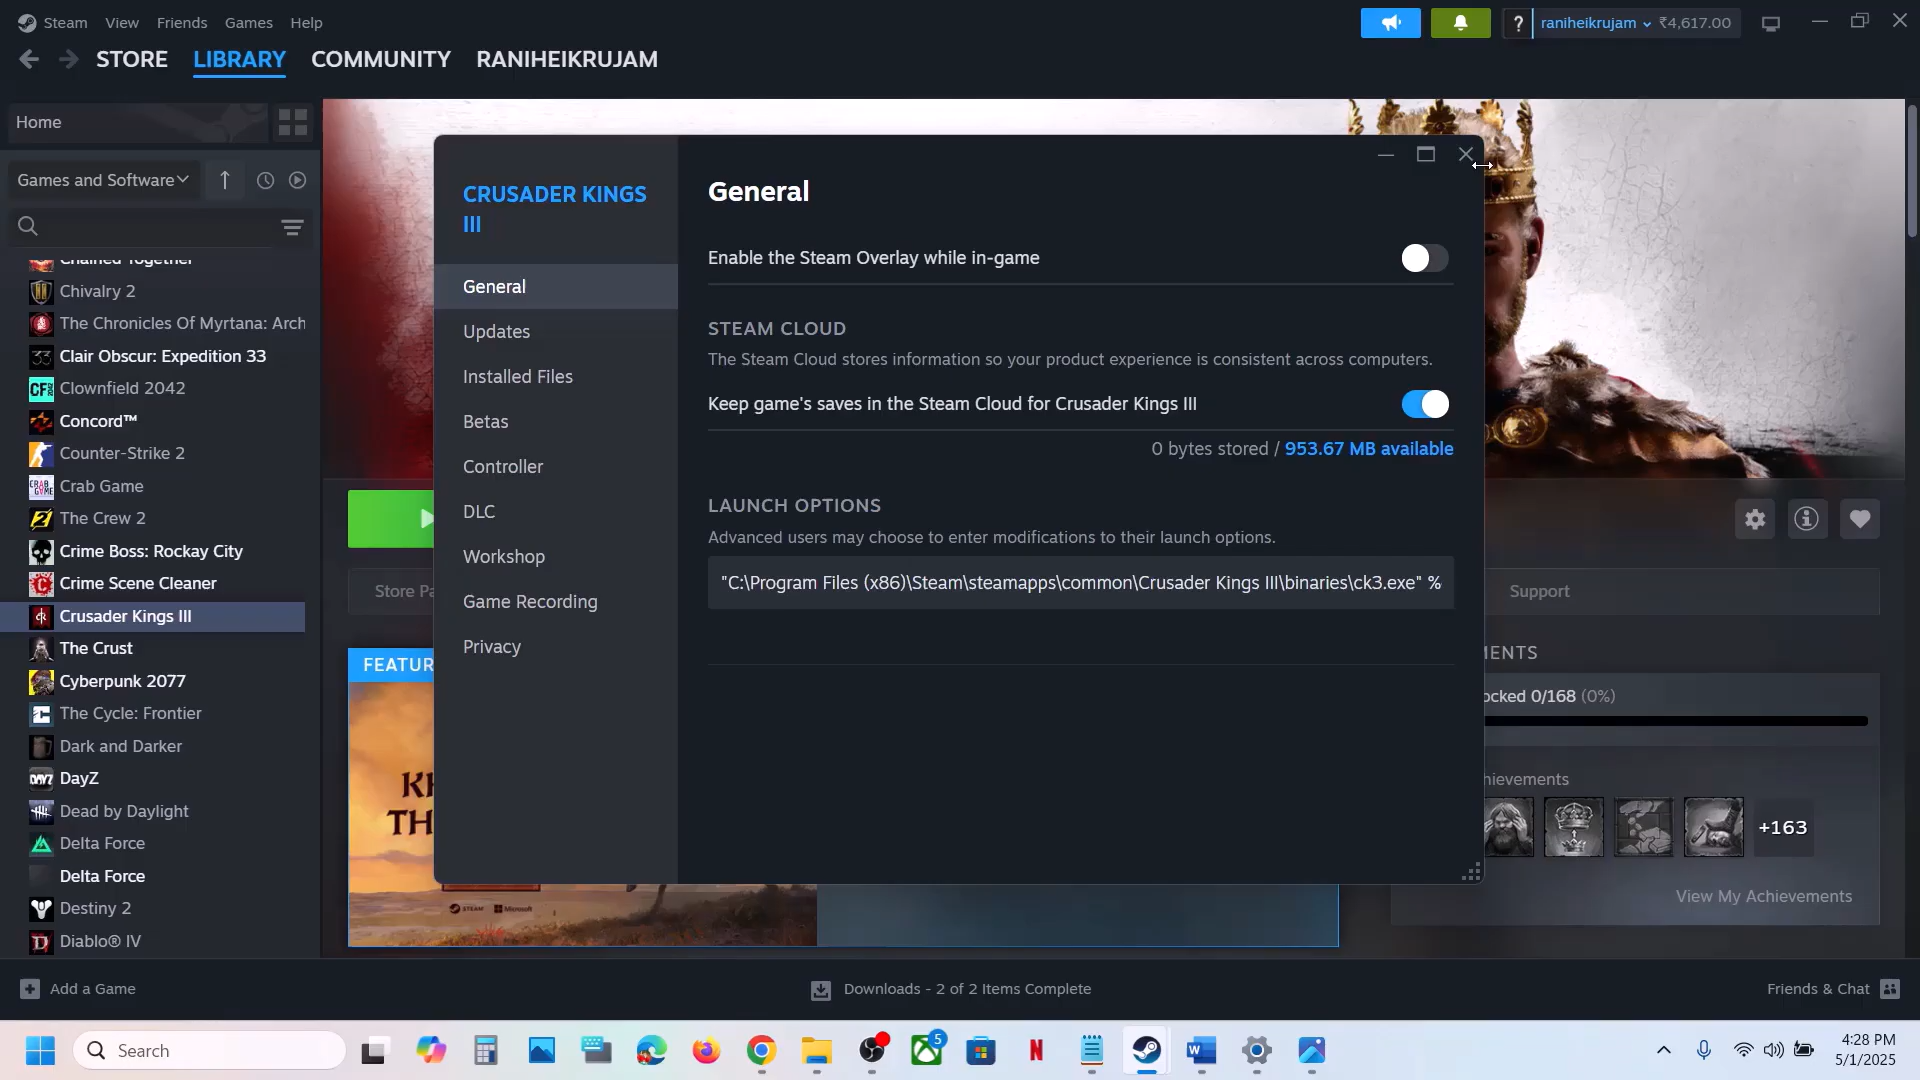 Steam
View
Friends
Games
Help
raniheikrujam
₹4,617.00
STORE
LIBRARY
COMMUNITY
RANIHEIKRUJAM
Home
Games and Software
Chained Together
Chivalry 2
The Chronicles Of Myrtana: Arch
Clair Obscur: Expedition 33
Clownfield 2042
Concord™
Counter-Strike 2
Crab Game
The Crew 2
Crime Boss: Rockay City
Crime Scene Cleaner
Crusader Kings III
The Crust
Cyberpunk 2077
The Cycle: Frontier
Dark and Darker
DayZ
Dead by Daylight
Delta Force
Delta Force
Destiny 2
Diablo® IV
CRUSADER KINGS
III
General
Updates
Installed Files
Betas
Controller
DLC
Workshop
Game Recording
Privacy
General
Enable the Steam Overlay while in-game
STEAM CLOUD
The Steam Cloud stores information so your product experience is consistent across computers.
Keep game's saves in the Steam Cloud for Crusader Kings III
0 bytes stored / 953.67 MB available
LAUNCH OPTIONS
Advanced users may choose to enter modifications to their launch options.
"C:\Program Files (x86)\Steam\steamapps\common\Crusader Kings III\binaries\ck3.exe" %
Store Pa
Support
FEATUR
KH
TH
STEAM
Microsoft
MENTS
ocked 0/168 (0%)
hievements
+163
View My Achievements
Add a Game
Downloads - 2 of 2 Items Complete
Friends & Chat
Search
5
4:28 PM
5/1/2025